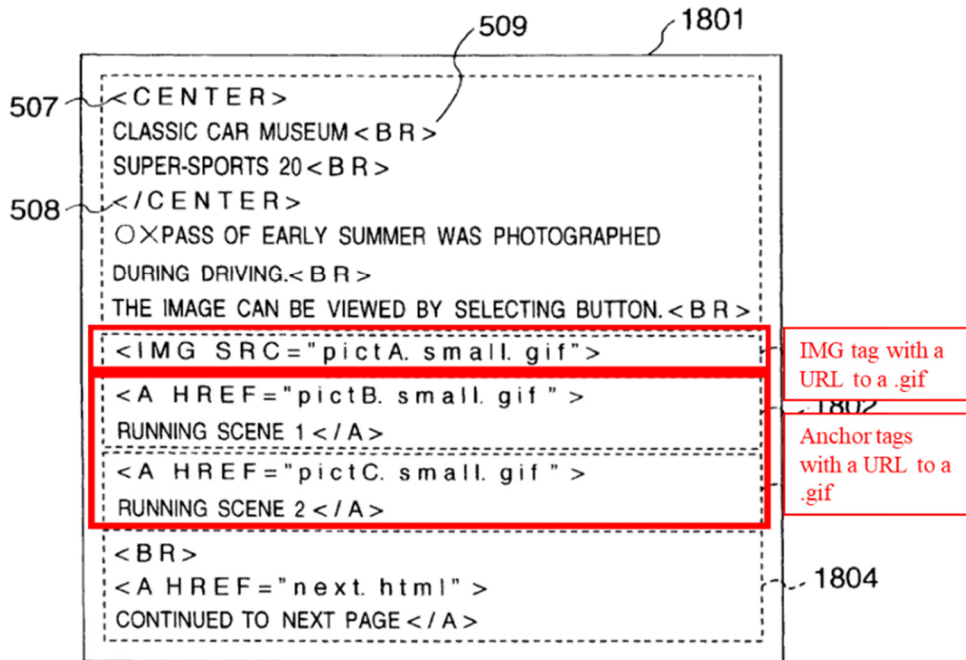 509
1801
507
<CENTER>
CLASSIC CAR MUSEUM<BR>
SUPER-SPORTS 20<BR>
508
</CENTER>
○×PASS OF EARLY SUMMER WAS PHOTOGRAPHED
DURING DRIVING.<BR>
THE IMAGE CAN BE VIEWED BY SELECTING BUTTON.<BR>
<IMG SRC="pictA. small. gif">
IMG tag with a
URL to a .gif
<A HREF="pictB. small. gif">
RUNNING SCENE 1</A>
1802
<A HREF="pictC. small. gif">
RUNNING SCENE 2</A>
Anchor tags
with a URL to a
.gif
<BR>
<A HREF="next. html">
CONTINUED TO NEXT PAGE</A>
1804